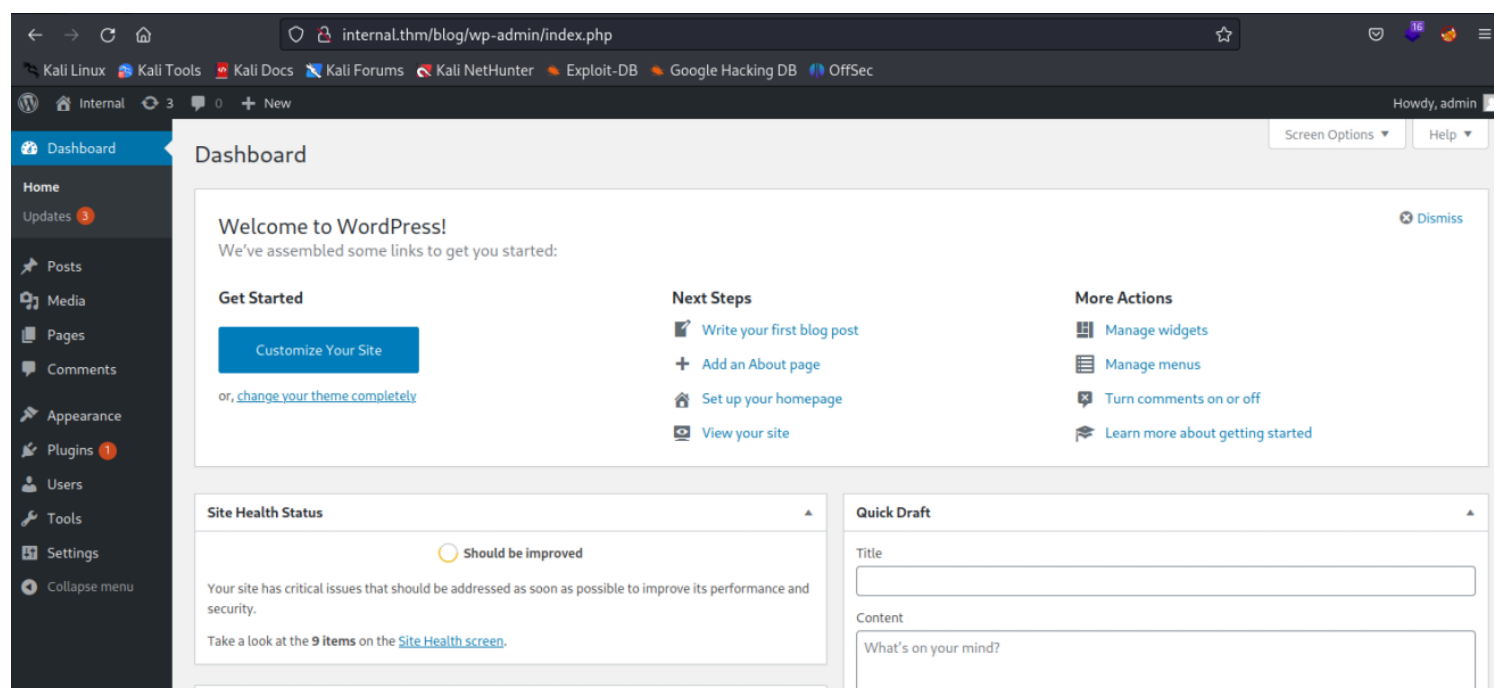 internal.thm/blog/wp-admin/index.php
16
Kali Linux Kali Tools Kali Docs Kali Forums Kali NetHunter Exploit-DB Google Hacking DB OffSec
Internal 3 0 + New Howdy, admin
Dashboard
Home
Updates 3
Posts
Media
Pages
Comments
Appearance
Plugins 1
Users
Tools
Settings
Collapse menu
Screen Options ▼ Help ▼
Dashboard
Welcome to WordPress!
Dismiss
We've assembled some links to get you started:
Get Started
Customize Your Site
or, change your theme completely
Next Steps
Write your first blog post
Add an About page
Set up your homepage
View your site
More Actions
Manage widgets
Manage menus
Turn comments on or off
Learn more about getting started
Site Health Status
Should be improved
Your site has critical issues that should be addressed as soon as possible to improve its performance and
security.
Take a look at the 9 items on the Site Health screen.
Quick Draft
Title
Content
What's on your mind?